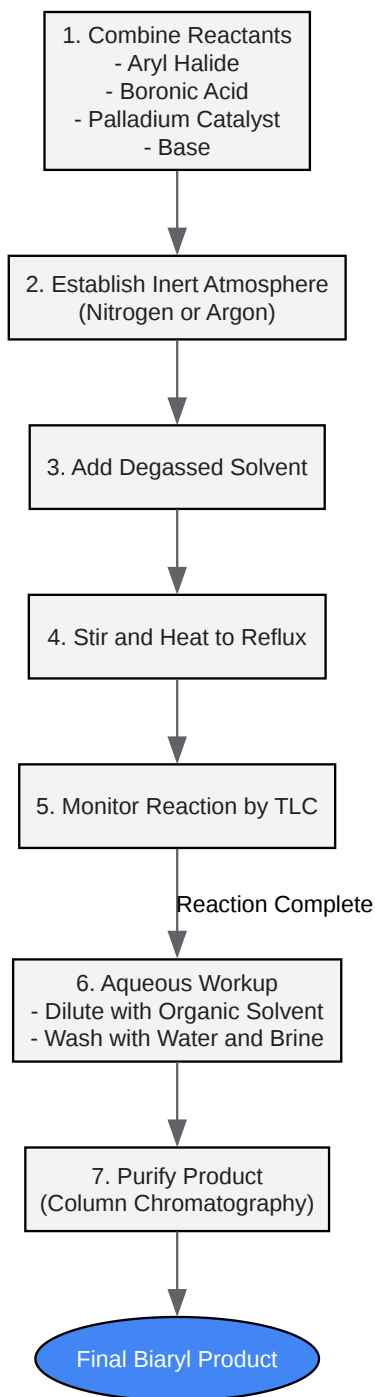 1. Combine Reactants
- Aryl Halide
- Boronic Acid
- Palladium Catalyst
- Base
2. Establish Inert Atmosphere
(Nitrogen or Argon)
3. Add Degassed Solvent
4. Stir and Heat to Reflux
5. Monitor Reaction by TLC
Reaction Complete
6. Aqueous Workup
- Dilute with Organic Solvent
- Wash with Water and Brine
7. Purify Product
(Column Chromatography)
Final Biaryl Product